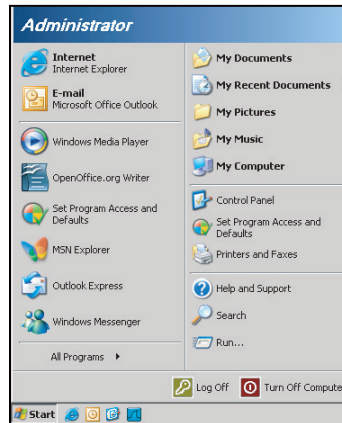 Administrator
Internet
Internet Explorer
E-mail
Microsoft Office Outlook
Windows Media Player
OpenOffice.org Writer
Set Program Access and
Defaults
MSN Explorer
Outlook Express
Windows Messenger
All Programs
My Documents
My Recent Documents
My Pictures
My Music
My Computer
Control Panel
Set Program Access and
Defaults
Printers and Faxes
Help and Support
Search
Run...
Log Off
Turn Off Compute
Start